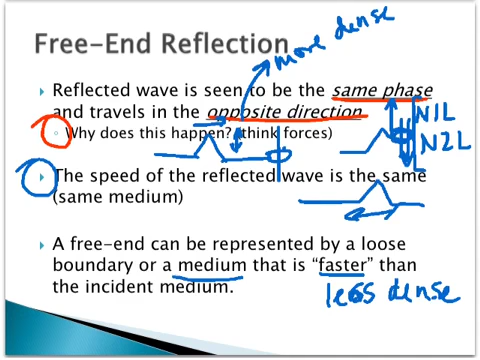 Free-End Reflection
more dense
Reflected wave is seen to be the same phase
and travels in the opposite direction
N1L
Why does this happen? (think forces)
N2L
The speed of the reflected wave is the same
(same medium)
A free-end can be represented by a loose
boundary or a medium that is “faster” than
the incident medium.
less dense